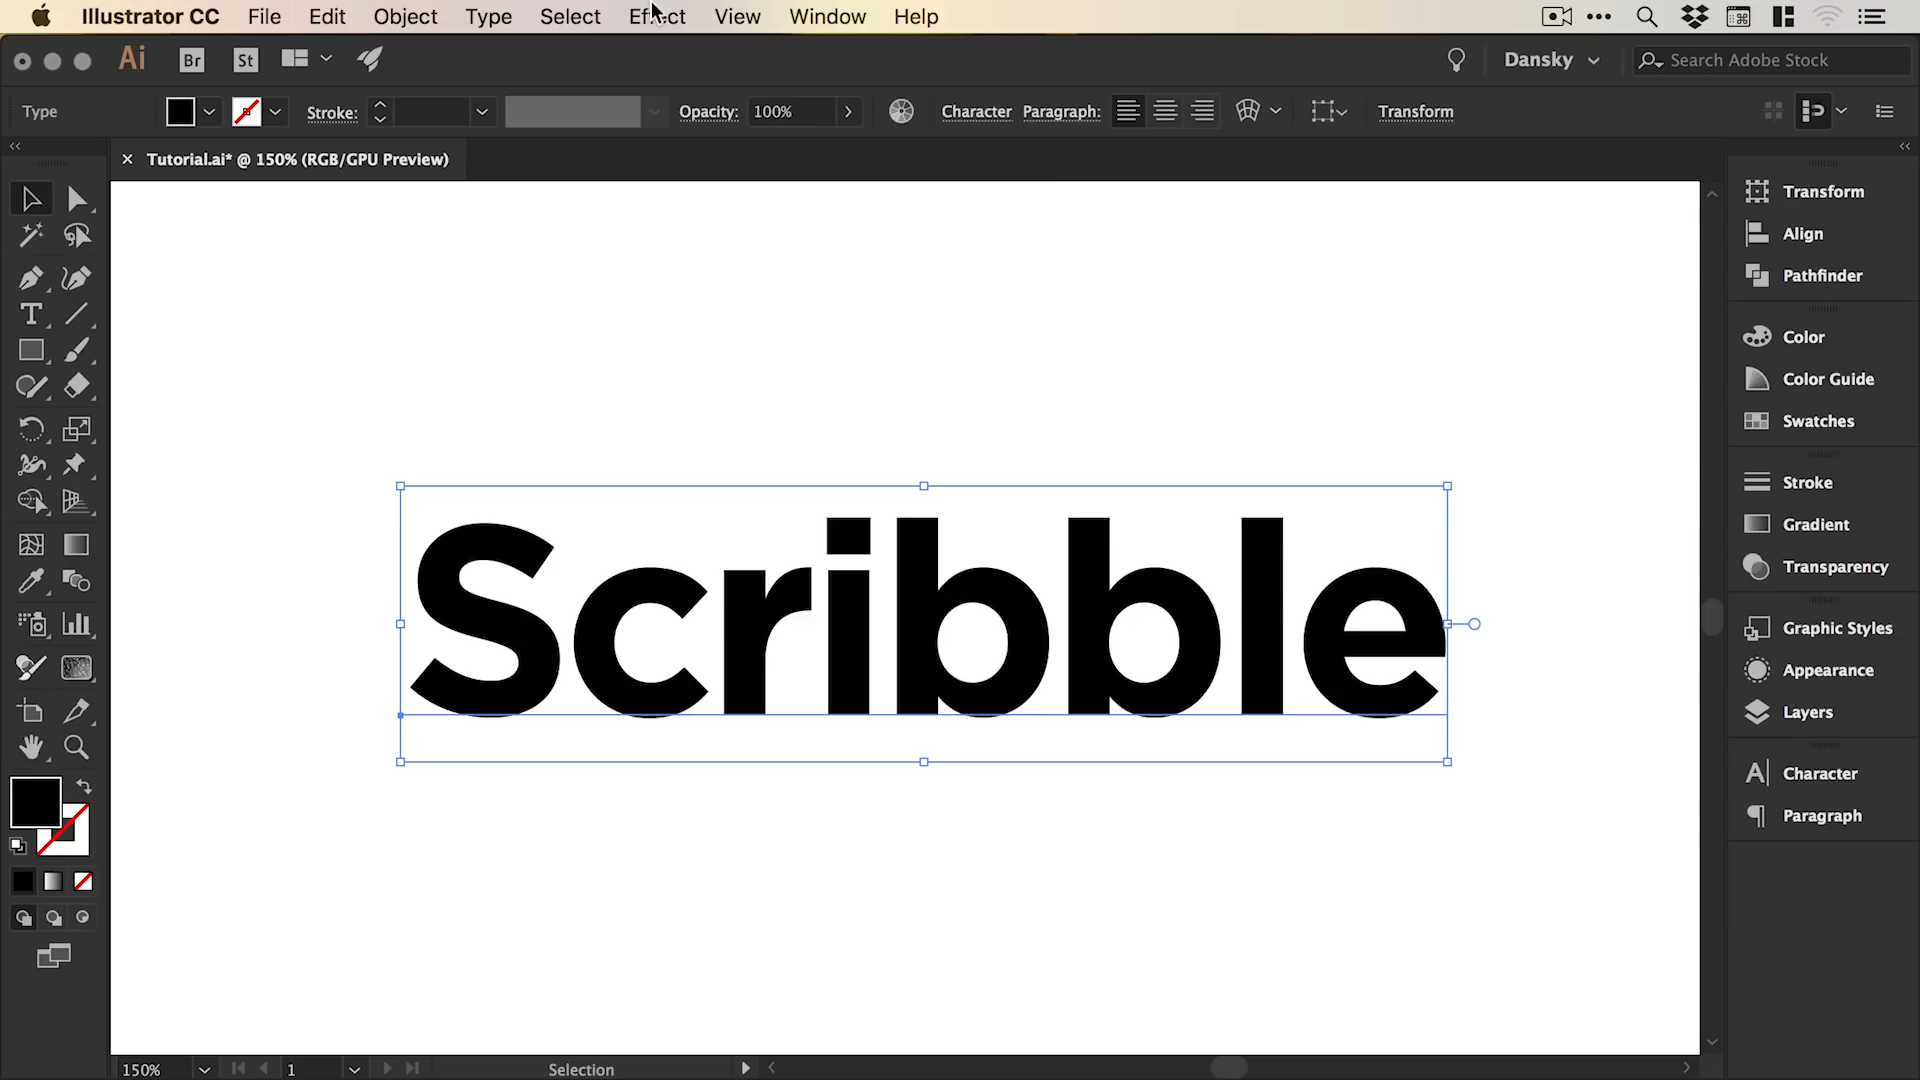 Illustrator CC File Edit Object Type Select Effect View Window Help
Ai Br St Dansky Search Adobe Stock
Type Stroke: Opacity: 100% Character Paragraph: Transform
Tutorial.ai* @ 150% (RGB/GPU Preview)
Transform
Align
Pathfinder
Color
Color Guide
Swatches
Stroke
Gradient
Transparency
Graphic Styles
Appearance
Layers
Character
Paragraph
Scribble
150% 1 Selection